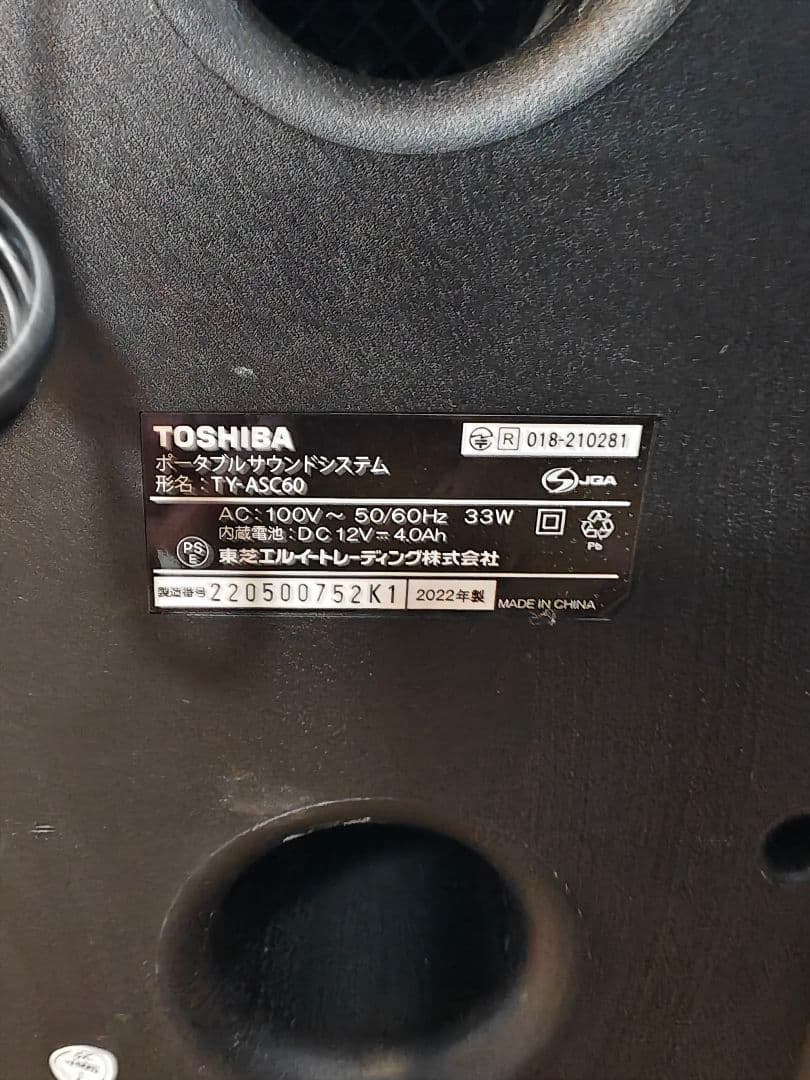 TOSHIBA
R 018-210281
ポータブルサウンドシステム
形名：TY-ASC60
JQA
AC：100V～ 50/60Hz 33W
内蔵電池：DC 12V⎓4.0Ah
Pb
PS E 東芝エルイートレーディング株式会社
製造番号 220500752K1 2022年製 MADE IN CHINA